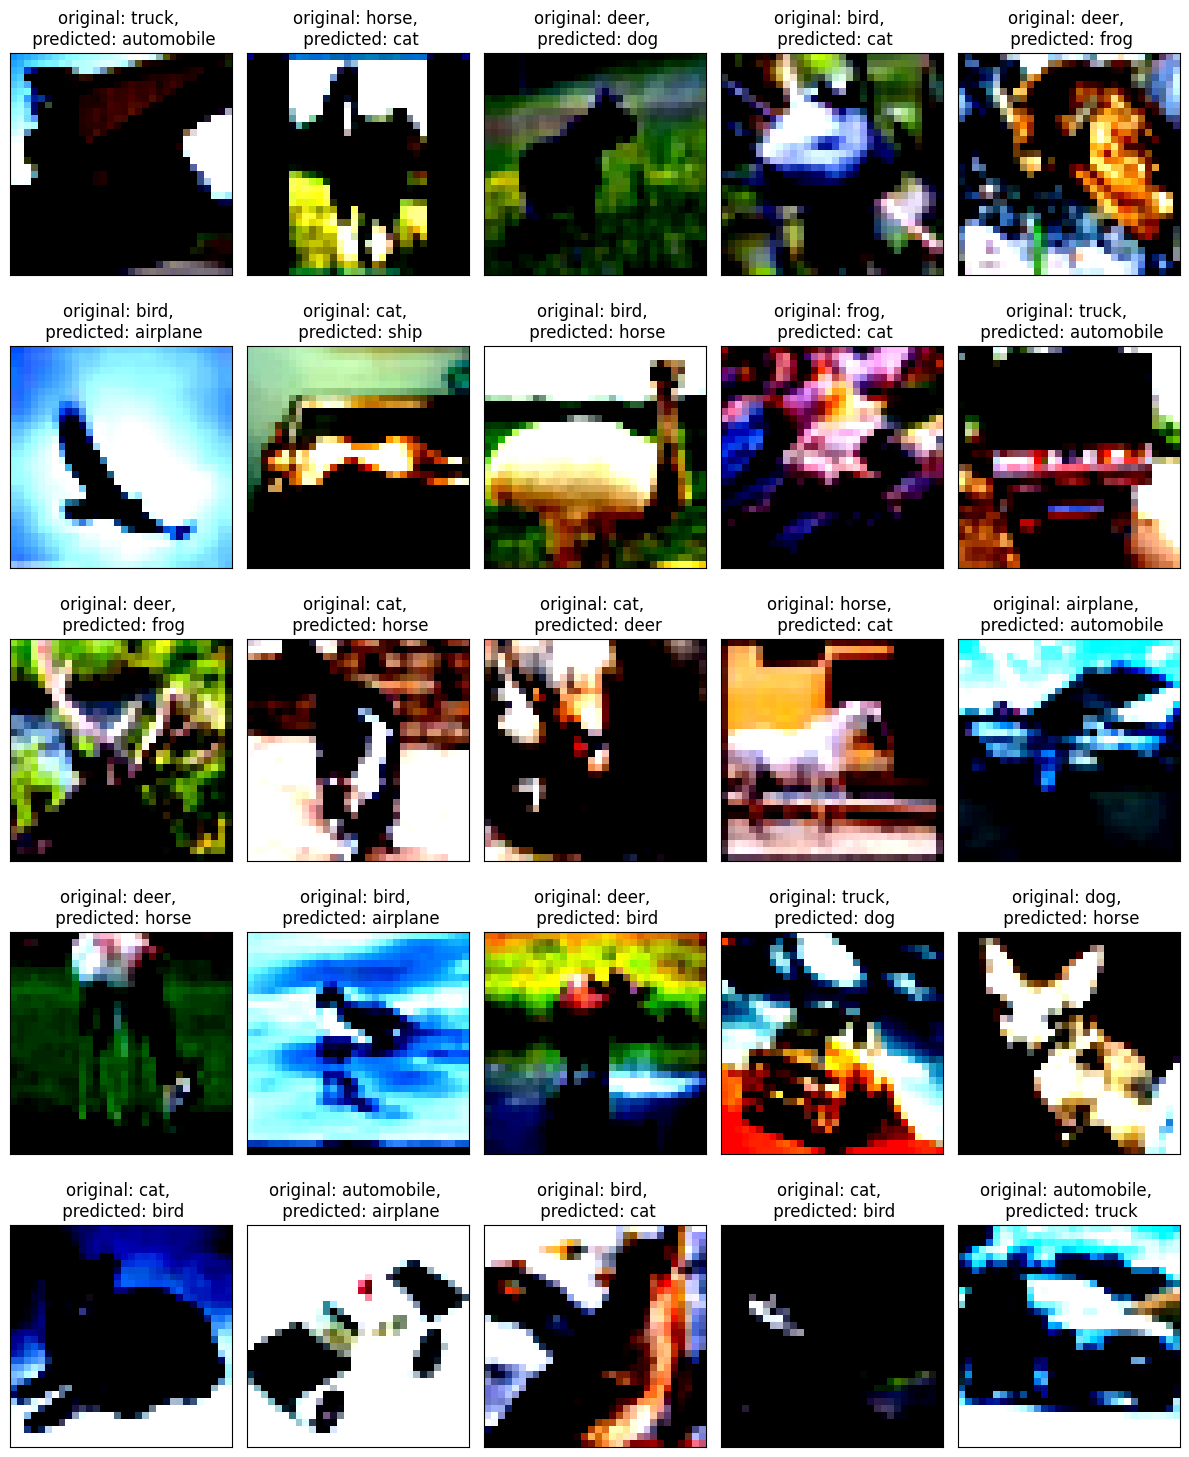 original: truck,
predicted: automobile
original: horse,
predicted: cat
original: deer,
predicted: dog
original: bird,
predicted: cat
original: deer,
predicted: frog
original: bird,
predicted: airplane
original: cat,
predicted: ship
original: bird,
predicted: horse
original: frog,
predicted: cat
original: truck,
predicted: automobile
original: deer,
predicted: frog
original: cat,
predicted: horse
original: cat,
predicted: deer
original: horse,
predicted: cat
original: airplane,
predicted: automobile
original: deer,
predicted: horse
original: bird,
predicted: airplane
original: deer,
predicted: bird
original: truck,
predicted: dog
original: dog,
predicted: horse
original: cat,
predicted: bird
original: automobile,
predicted: airplane
original: bird,
predicted: cat
original: cat,
predicted: bird
original: automobile,
predicted: truck